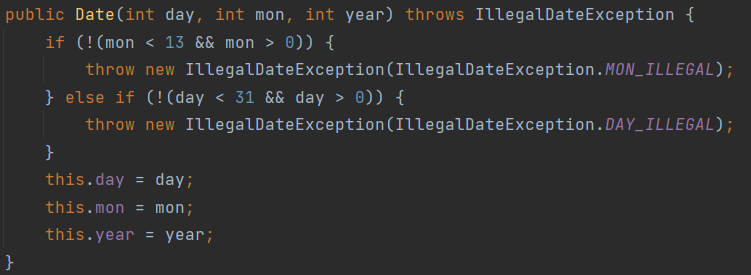 public Date(int day, int mon, int year) throws IllegalDateException {
    if (!(mon < 13 && mon > 0)) {
        throw new IllegalDateException(IllegalDateException.MON_ILLEGAL);
    } else if (!(day < 31 && day > 0)) {
        throw new IllegalDateException(IllegalDateException.DAY_ILLEGAL);
    }
    this.day = day;
    this.mon = mon;
    this.year = year;
}